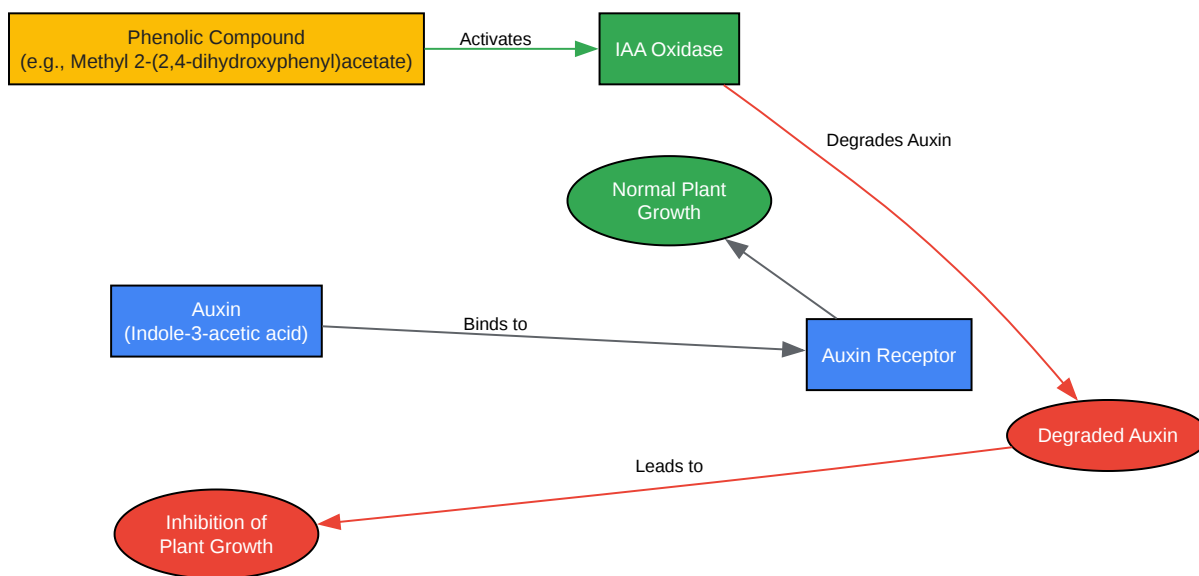 Phenolic Compound
(e.g., Methyl 2-(2,4-dihydroxyphenyl)acetate)
Activates
IAA Oxidase
Degrades Auxin
Normal Plant
Growth
Auxin
(Indole-3-acetic acid)
Binds to
Auxin Receptor
Degraded Auxin
Leads to
Inhibition of
Plant Growth